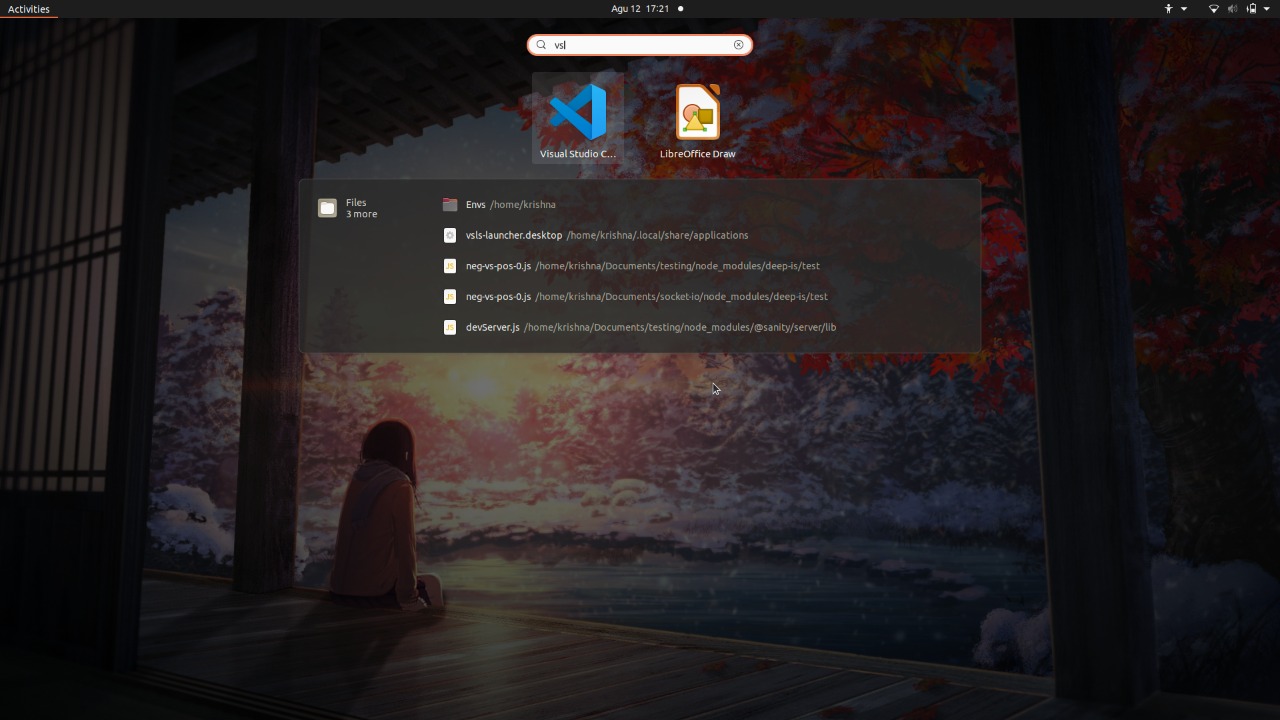 Activities
Agu 12 17:21
vsl
Visual Studio C...
LibreOffice Draw
Files
3 more
Envs /home/krishna
vsls-launcher.desktop /home/krishna/.local/share/applications
neg-vs-pos-0.js /home/krishna/Documents/testing/node_modules/deep-is/test
neg-vs-pos-0.js /home/krishna/Documents/socket-io/node_modules/deep-is/test
devServer.js /home/krishna/Documents/testing/node_modules/@sanity/server/lib
JS
JS
JS